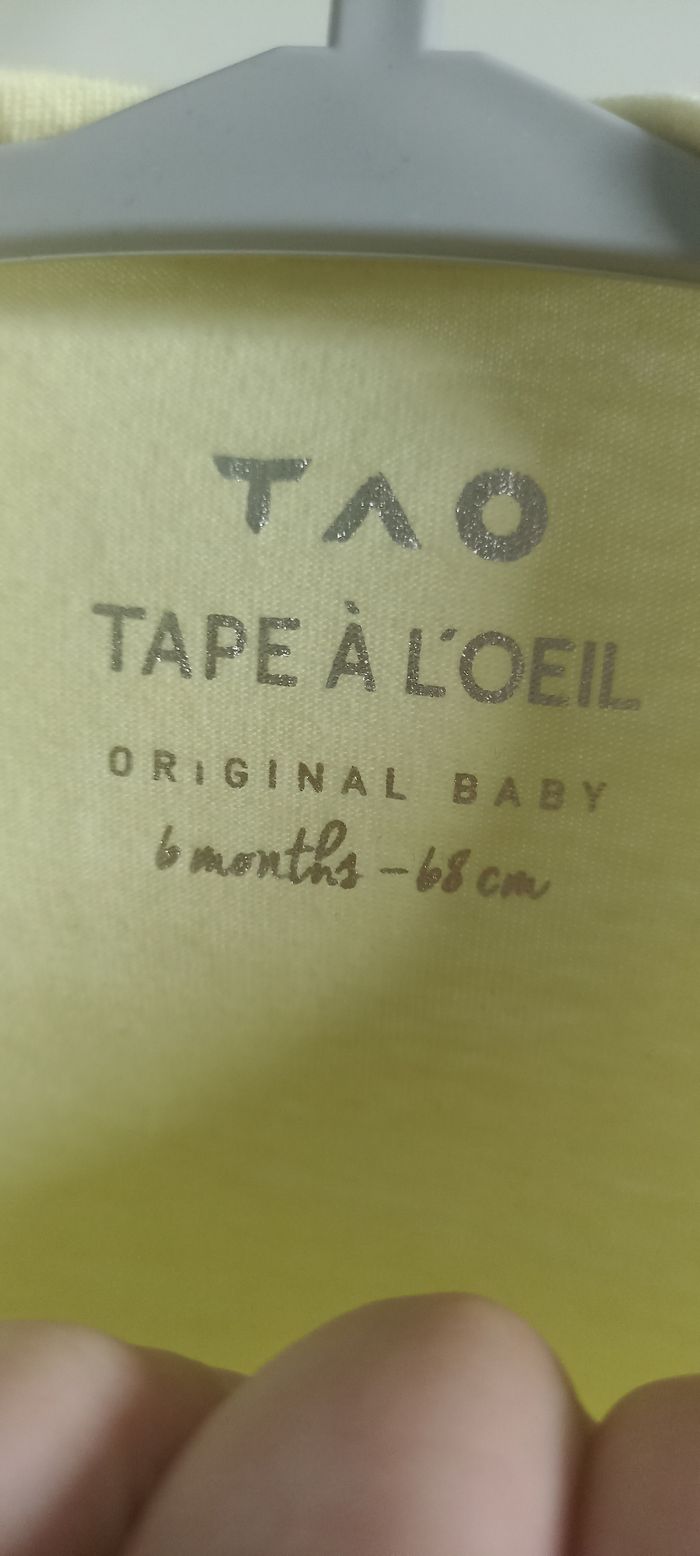 TAO
TAPE À L'OEIL
ORIGINAL BABY
6 months - 68 cm